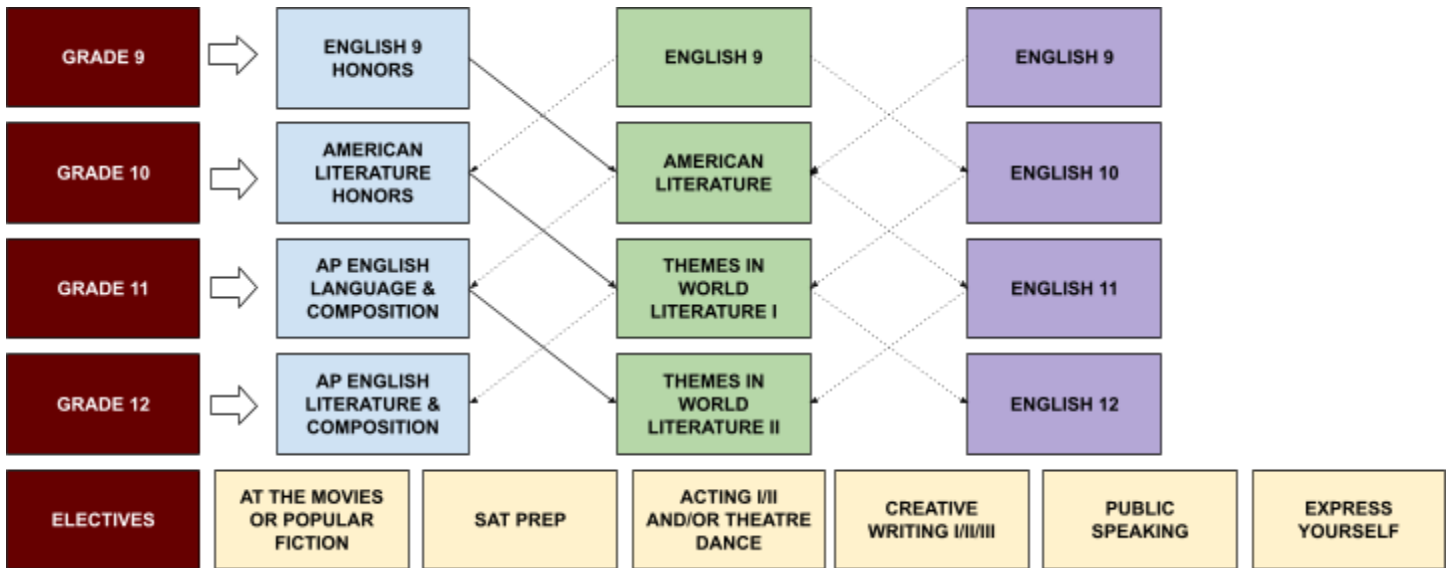 GRADE 9
ENGLISH 9
HONORS
ENGLISH 9
ENGLISH 9
GRADE 10
AMERICAN
LITERATURE
HONORS
AMERICAN
LITERATURE
ENGLISH 10
GRADE 11
AP ENGLISH
LANGUAGE &
COMPOSITION
THEMES IN
WORLD
LITERATURE I
ENGLISH 11
GRADE 12
AP ENGLISH
LITERATURE &
COMPOSITION
THEMES IN
WORLD
LITERATURE II
ENGLISH 12
ELECTIVES
AT THE MOVIES
OR POPULAR
FICTION
SAT PREP
ACTING I/II
AND/OR THEATRE
DANCE
CREATIVE
WRITING I/II/III
PUBLIC
SPEAKING
EXPRESS
YOURSELF